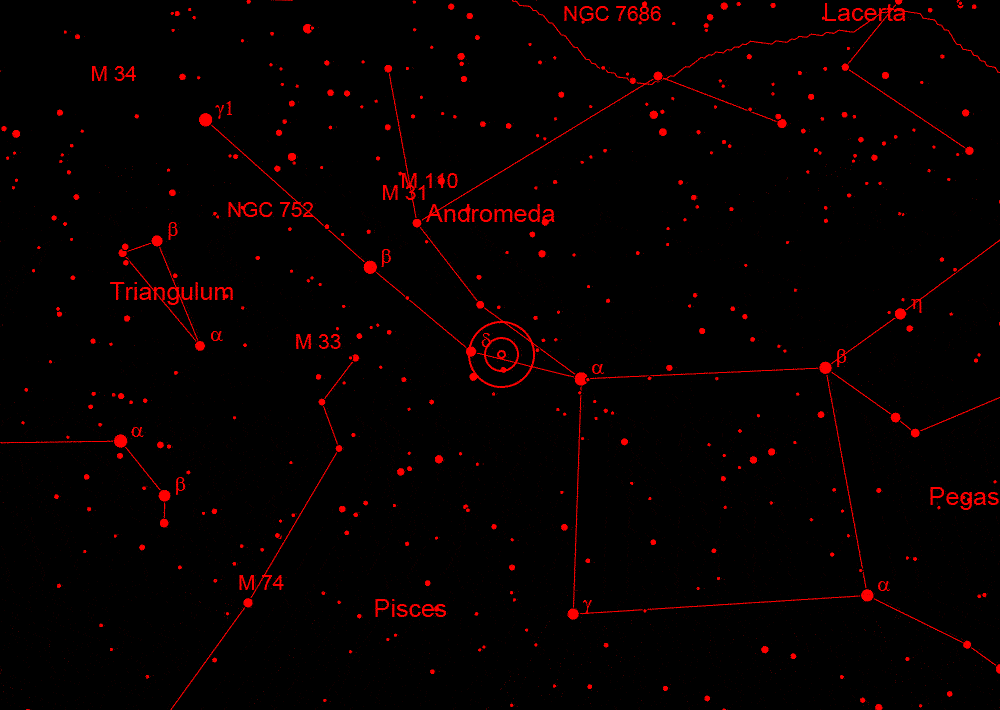 NGC 7686
Lacerta
M 34
γ1
M 110
M 31
NGC 752
Andromeda
β
β
Triangulum
η
α
M 33
δ
β
α
α
β
Pegas
M 74
Pisces
γ
α